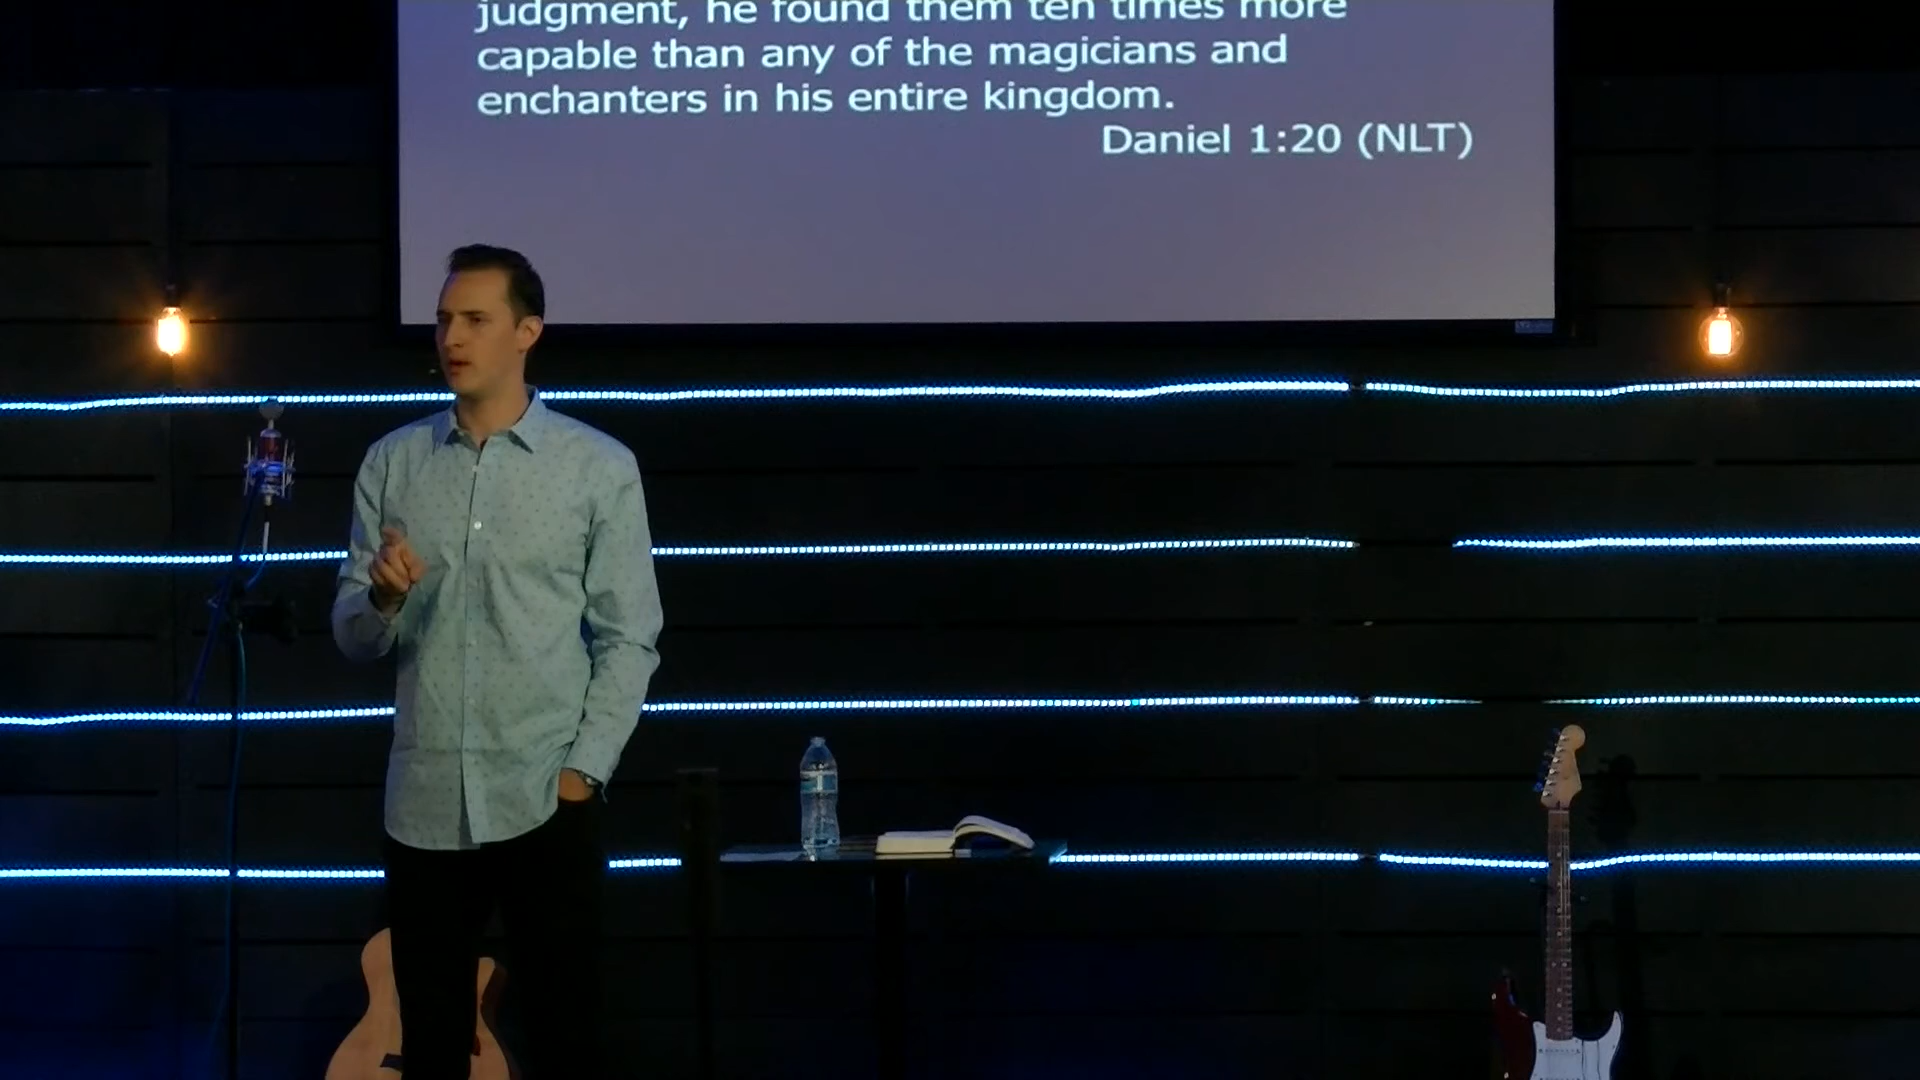 judgment, he found them ten times more
capable than any of the magicians and
enchanters in his entire kingdom.
Daniel 1:20 (NLT)